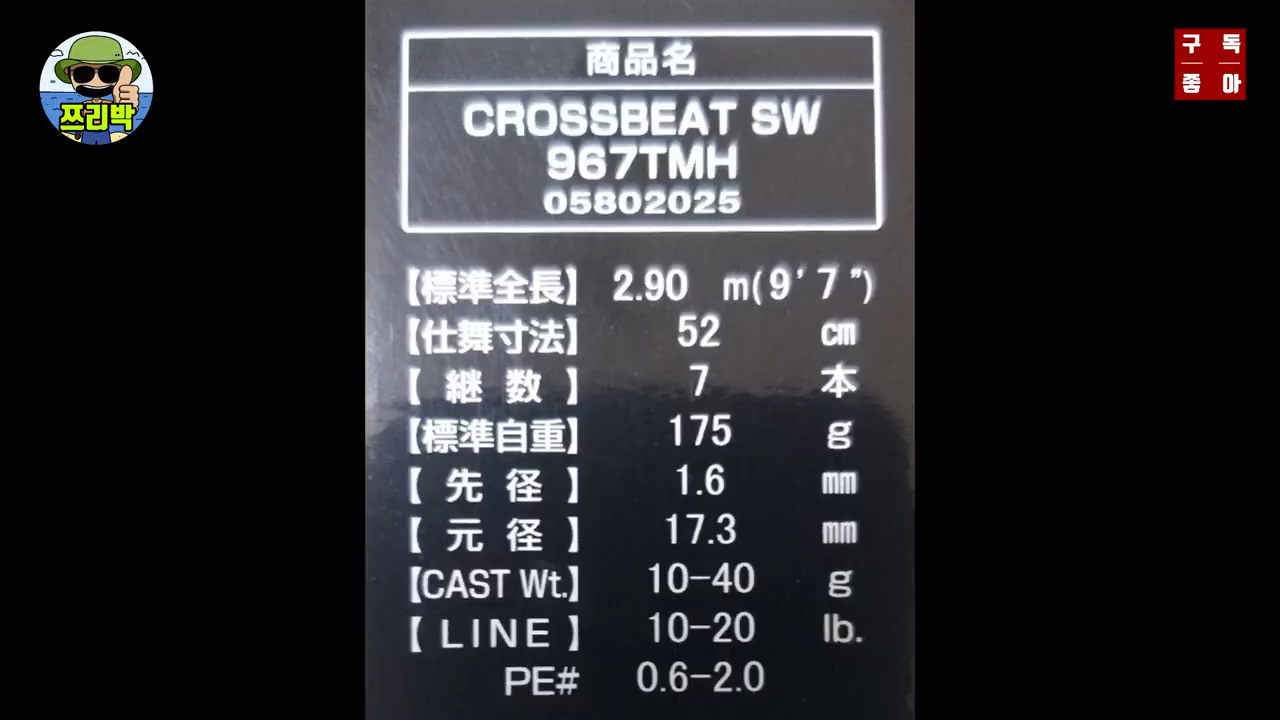 쯔리박
구독
좋아
商品名
CROSSBEAT SW
967TMH
05802025
【標準全長】 2.90 m(9'7")
【仕舞寸法】 52 cm
【継数】 7 本
【標準自重】 175 g
【先径】 1.6 mm
【元径】 17.3 mm
【CAST Wt.】 10-40 g
【LINE】 10-20 lb.
PE# 0.6-2.0